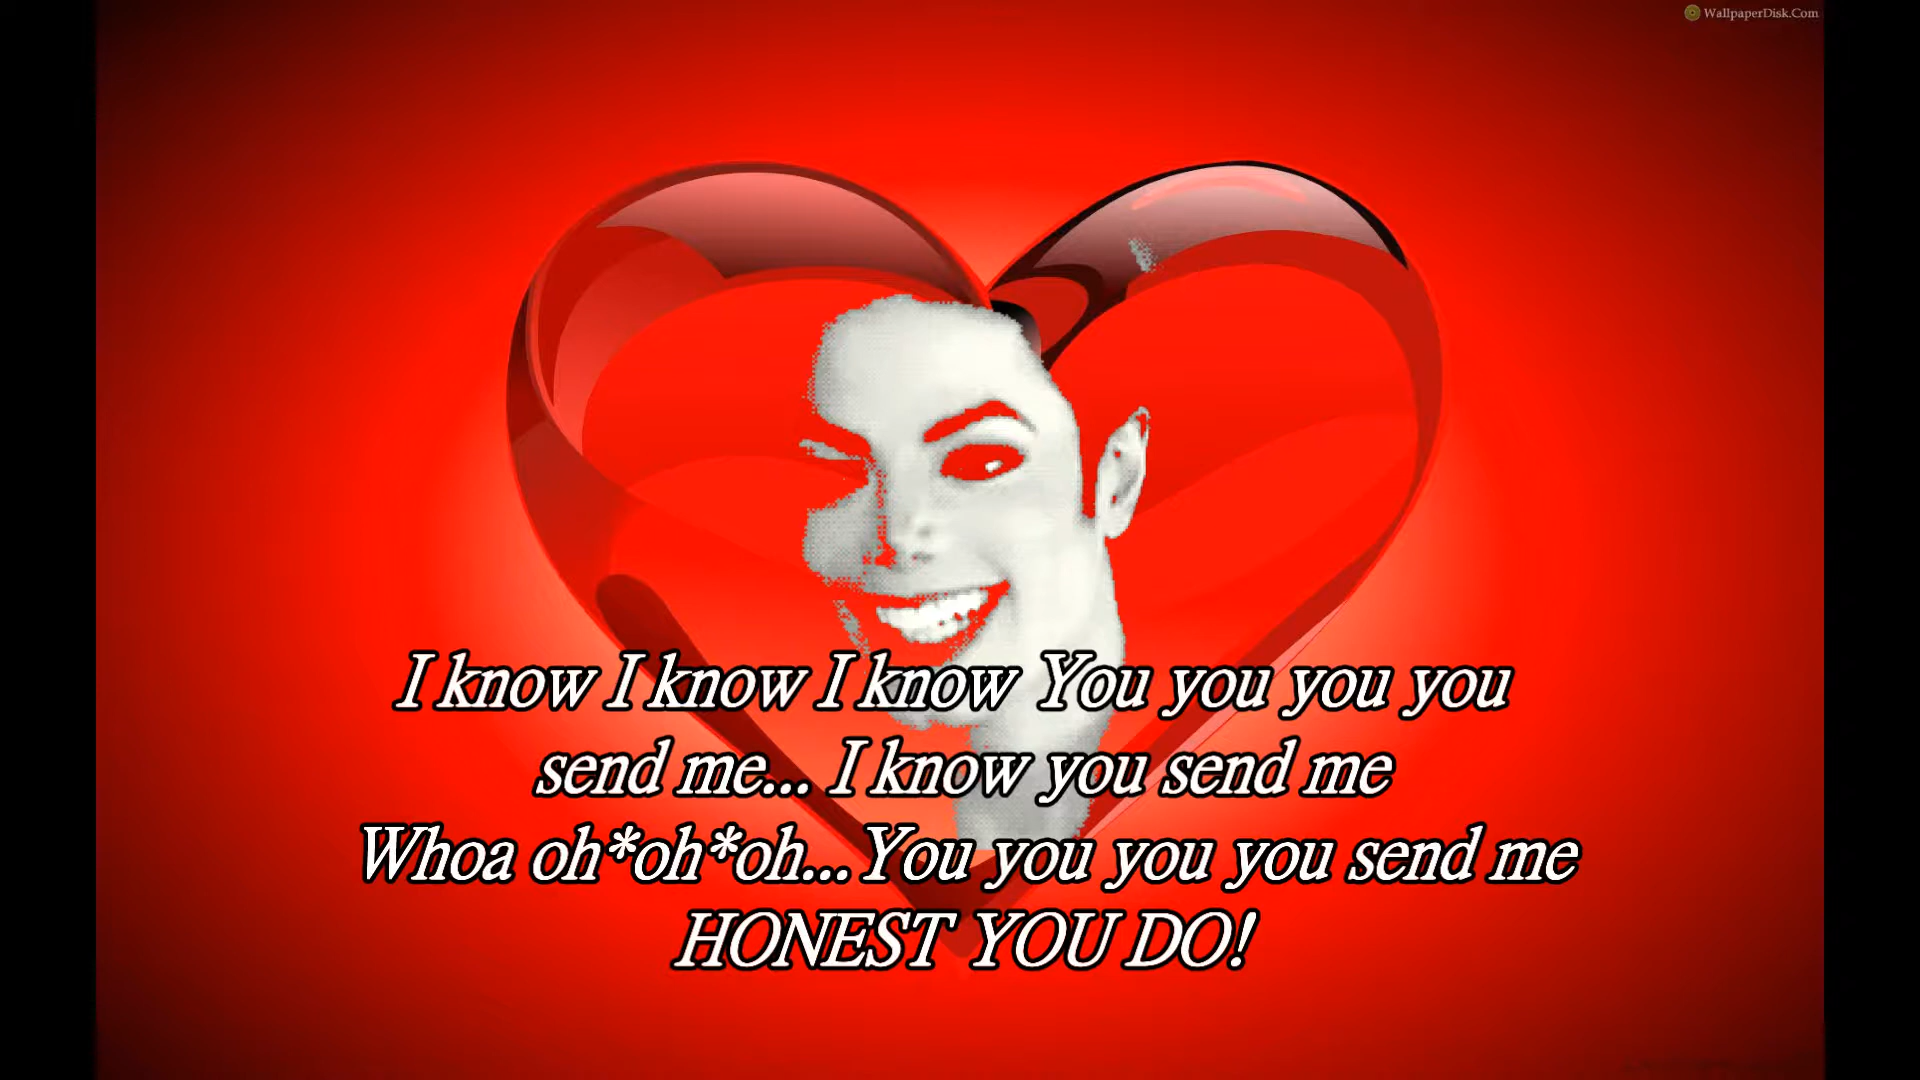 WallpaperDisk.Com
I know I know I know You you you you
send me... I know you send me
Whoa oh*oh*oh...You you you you send me
HONEST YOU DO!